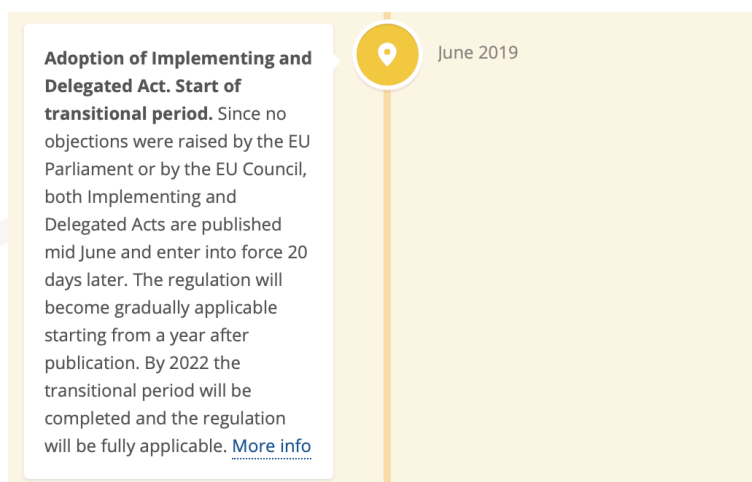 Adoption of Implementing and
Delegated Act. Start of
transitional period. Since no
objections were raised by the EU
Parliament or by the EU Council,
both Implementing and
Delegated Acts are published
mid June and enter into force 20
days later. The regulation will
become gradually applicable
starting from a year after
publication. By 2022 the
transitional period will be
completed and the regulation
will be fully applicable. More info
June 2019